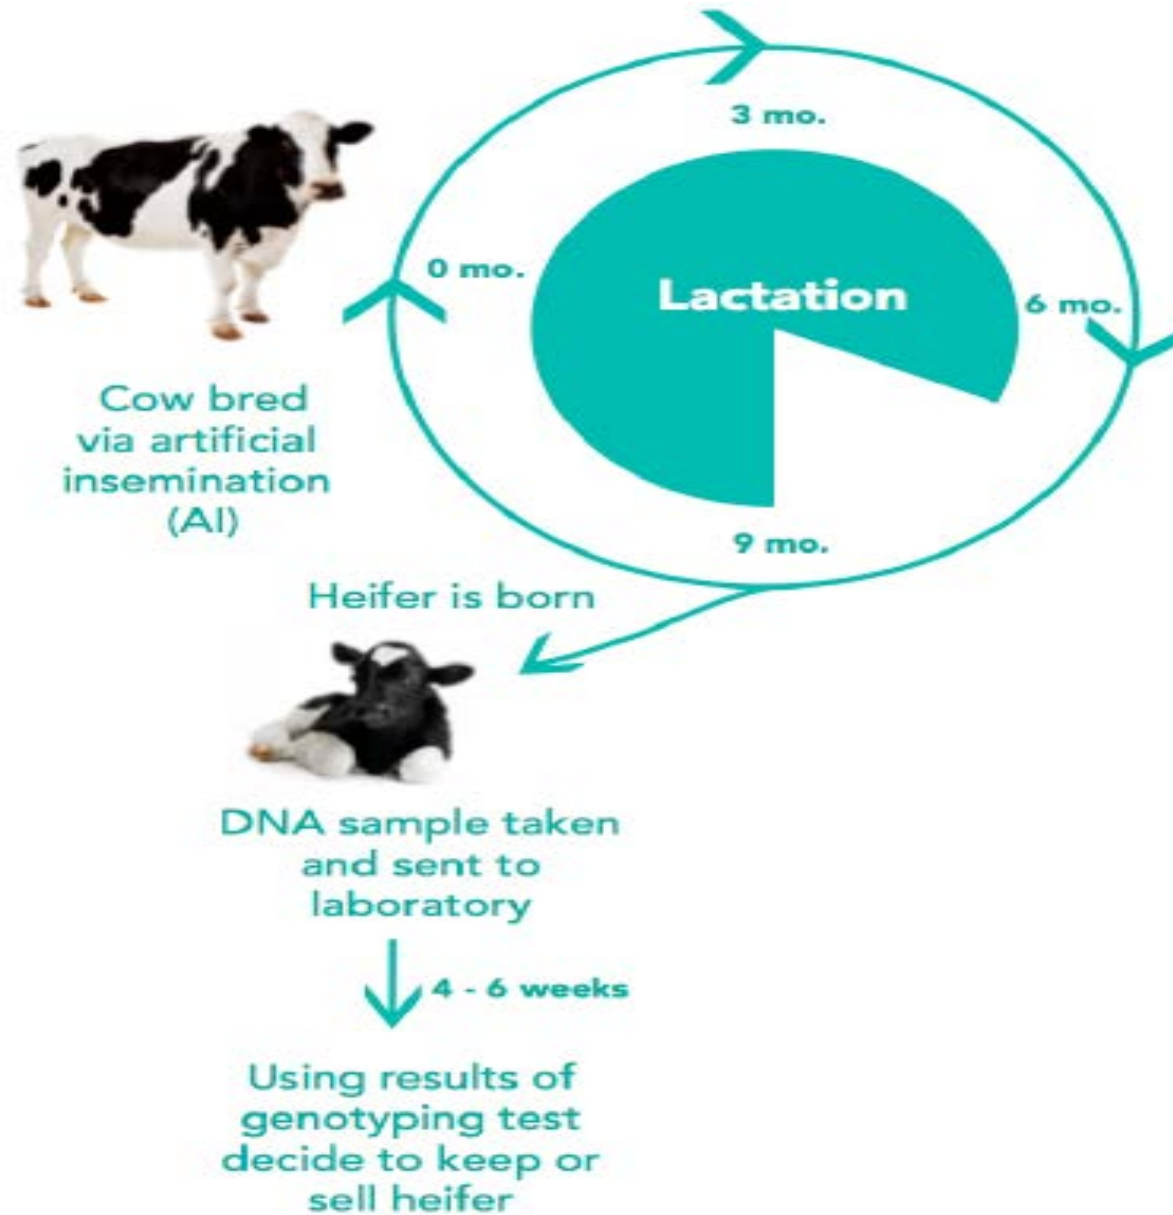 3 mo.
0 mo.
Lactation
6 mo.
Cow bred
via artificial
insemination
(AI)
9 mo.
Heifer is born
DNA sample taken
and sent to
laboratory
4 - 6 weeks
Using results of
genotyping test
decide to keep or
sell heifer